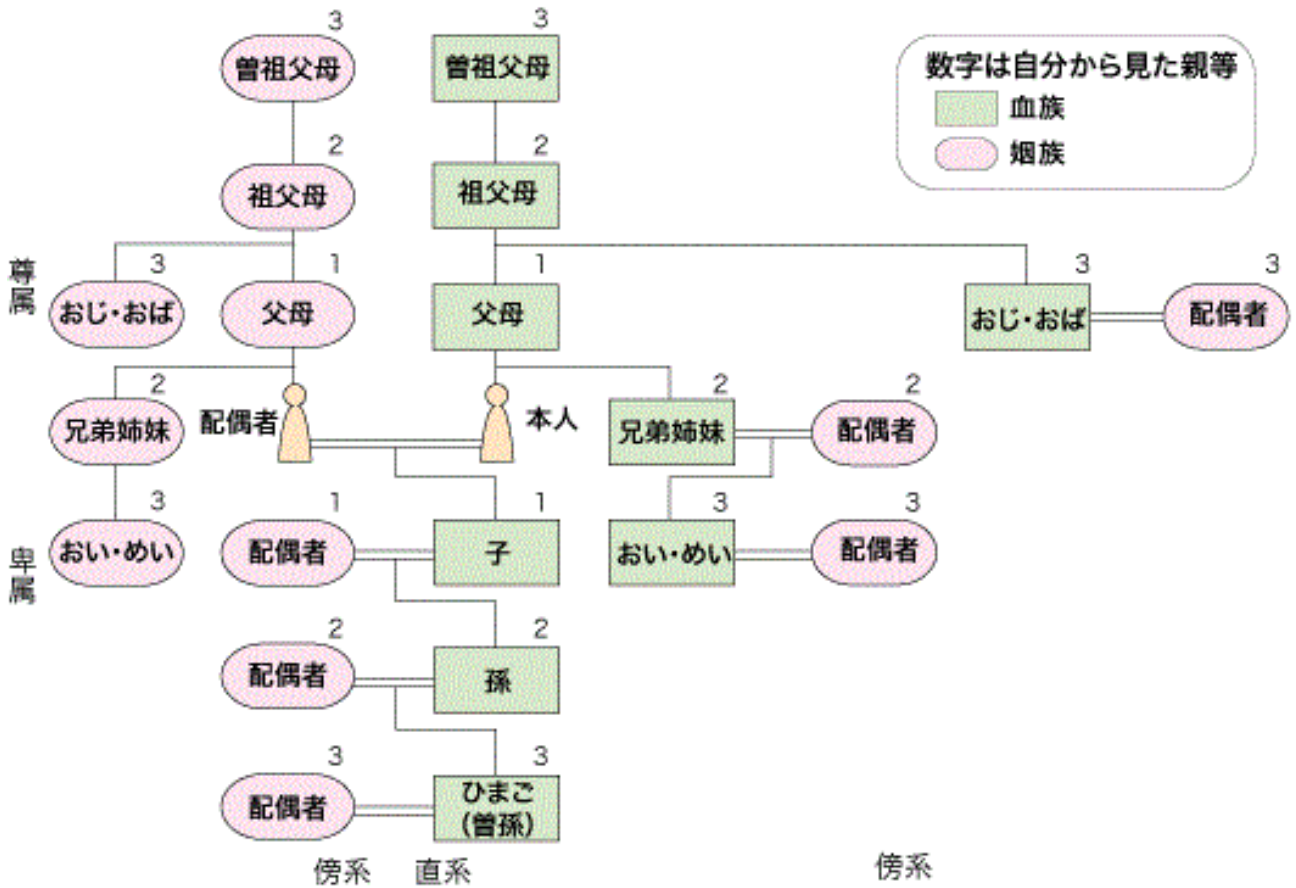 3
3
曽祖父母
曽祖父母
数字は自分から見た親等
血族
姻族
2
2
祖父母
祖父母
尊属
3
1
1
3
3
おじ・おば
父母
父母
おじ・おば
配偶者
2
2
2
兄弟姉妹
配偶者
本人
兄弟姉妹
配偶者
卑属
3
1
1
3
3
おい・めい
配偶者
子
おい・めい
配偶者
2
2
配偶者
孫
3
3
配偶者
ひまご
(曽孫)
傍系
直系
傍系